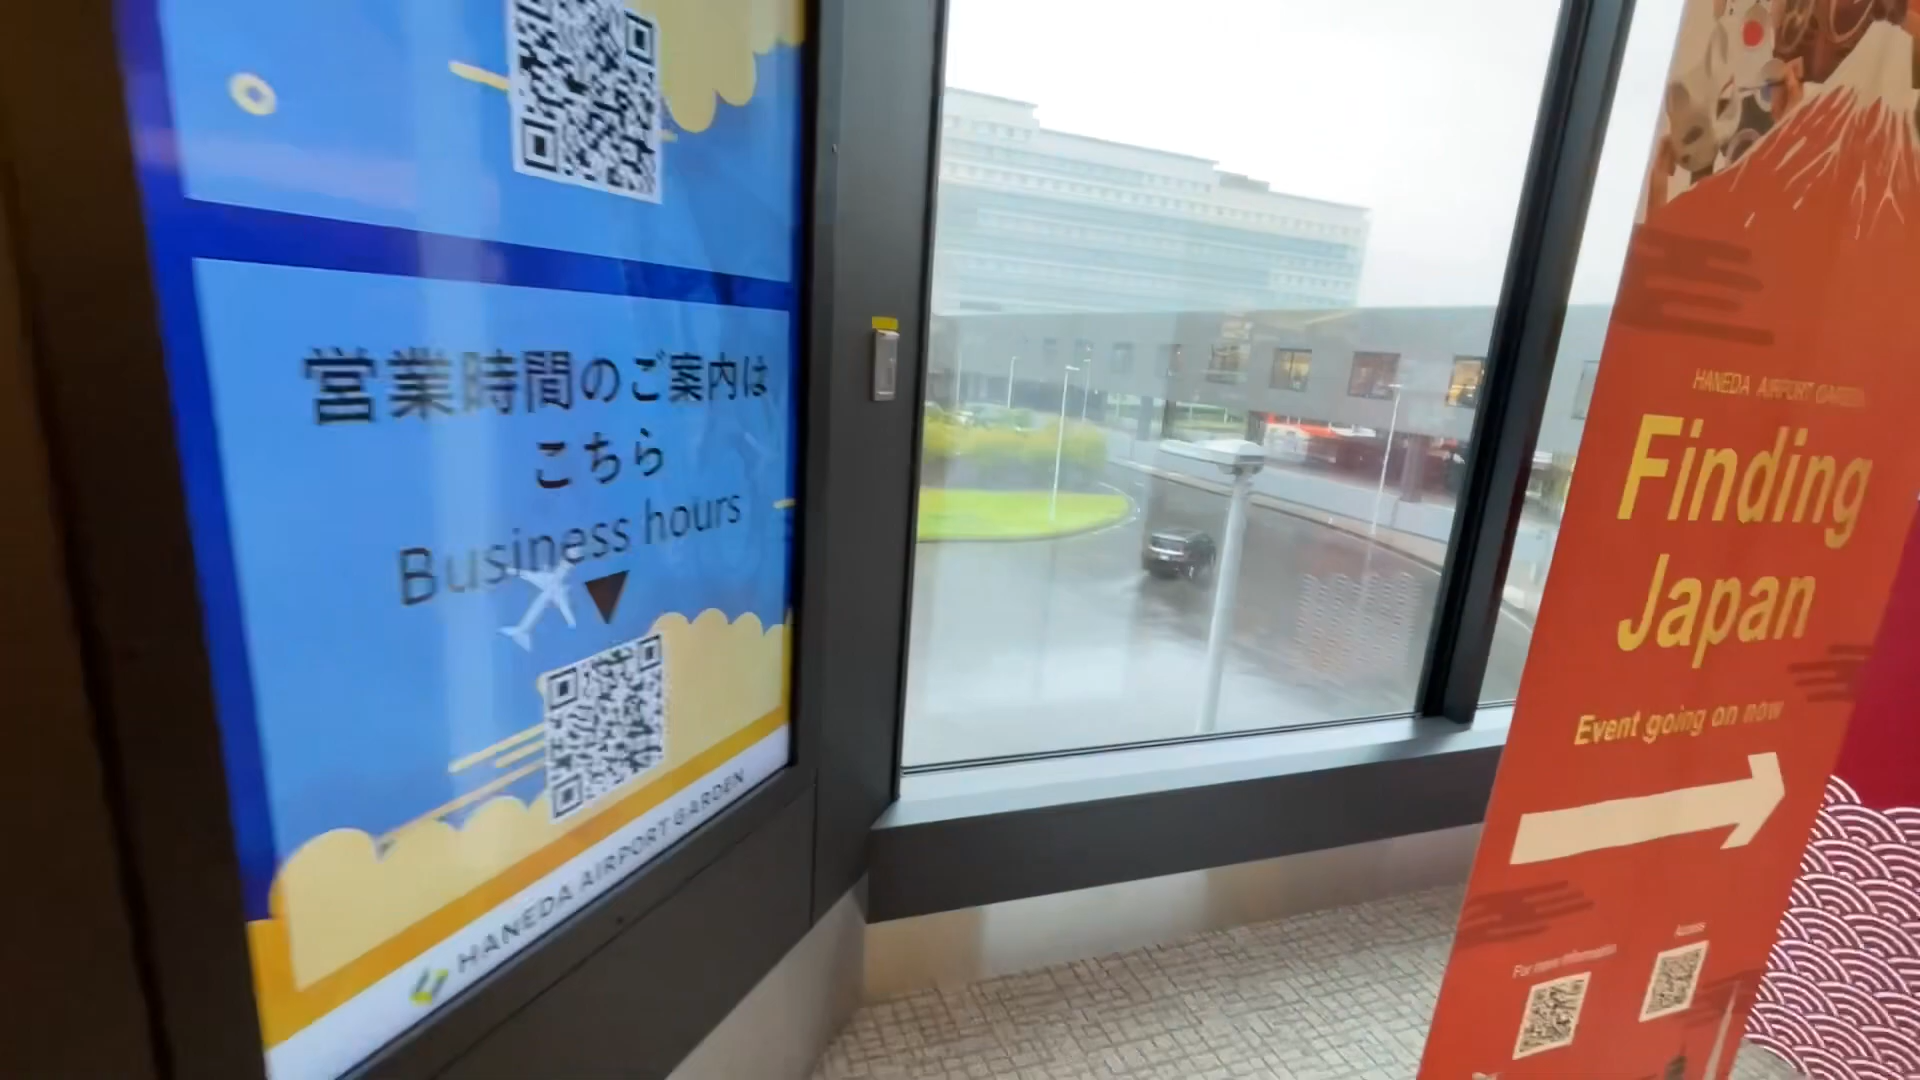 営業時間のご案内は
こちら
Business hours
HANEDA AIRPORT GARDEN
HANEDA AIRPORT GARDEN
Finding
Japan
Event going on now
For more information
Access